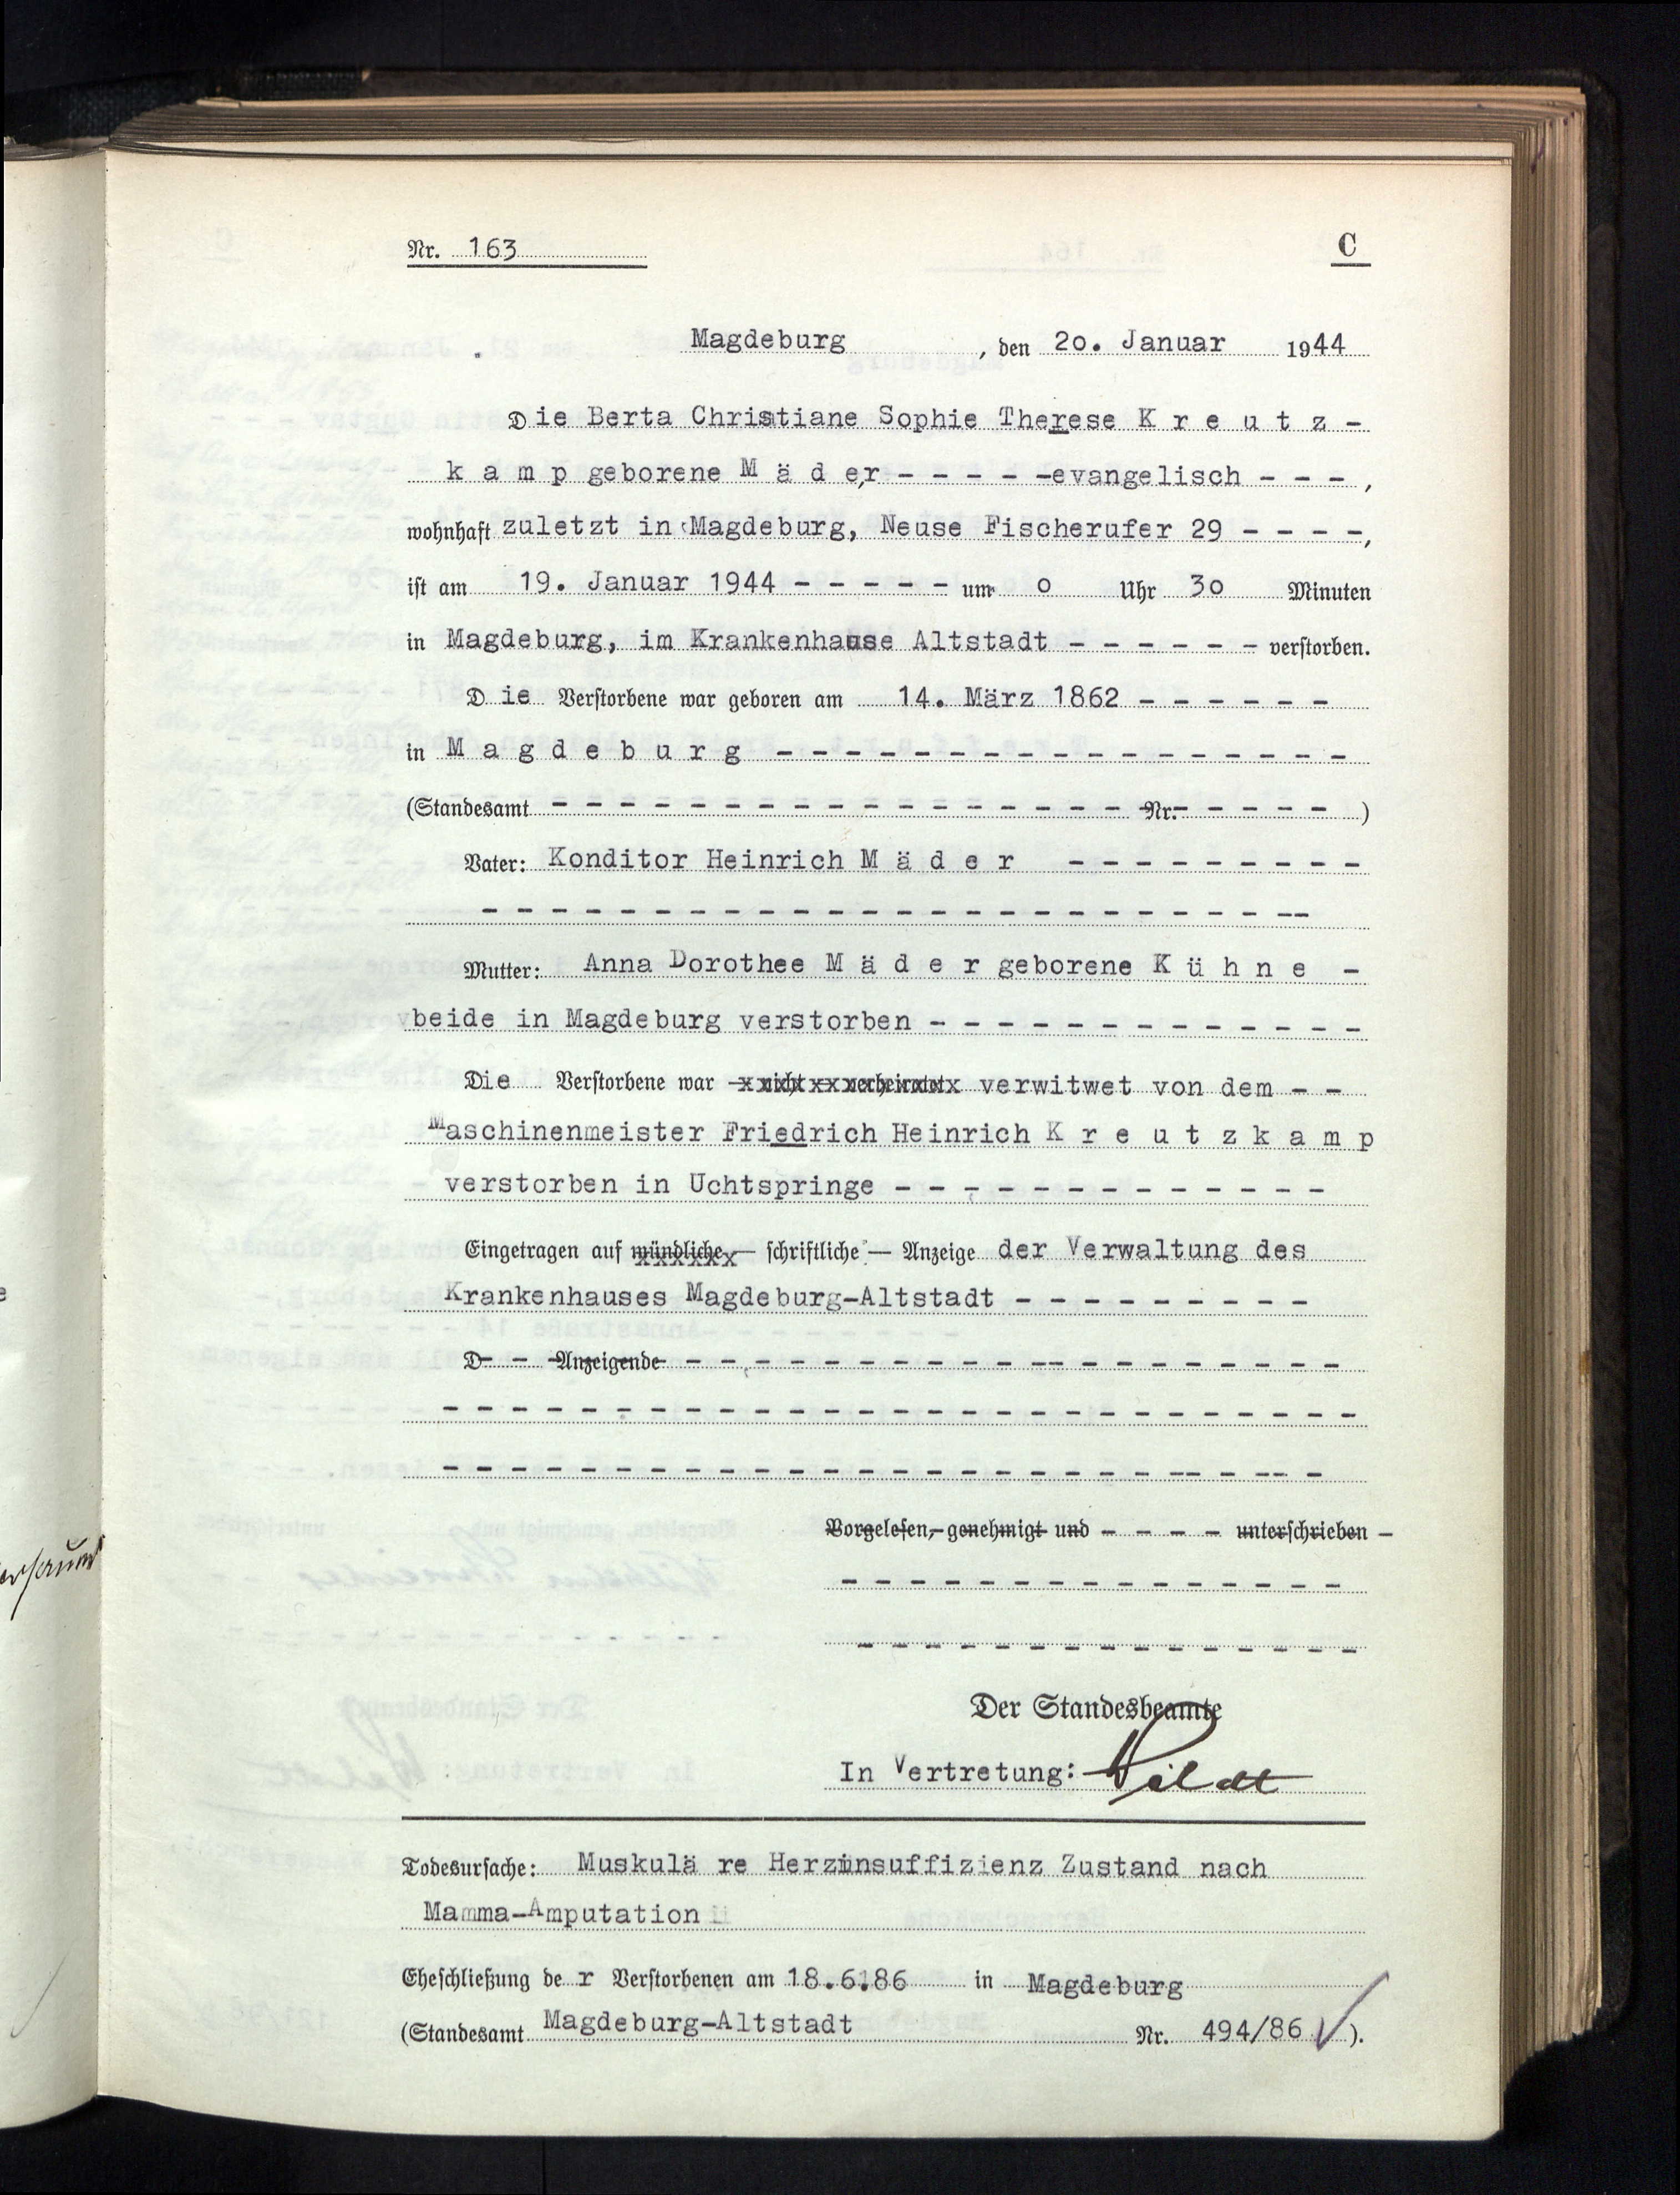 Nr. 163 C
Magdeburg, den 20. Januar 1944
Die Berta Christiane Sophie Therese K r e u t z -
k a m p geborene M ä d e r - - - - - evangelisch - - - ,
wohnhaft zuletzt in Magdeburg, Neuse Fischerufer 29 - - - -,
ist am 19. Januar 1944 - - - - - um 0 Uhr 30 Minuten
in Magdeburg, im Krankenhause Altstadt - - - - - - verstorben.
Die Verstorbene war geboren am 14. März 1862 - - - - - -
in M a g d e b u r g - - - - - - - - - - - - - - - - -
(Standesamt - - - - - - - - - - - - - - - - - Nr. - - - - - )
Vater: Konditor Heinrich M ä d e r - - - - - - - - -
- - - - - - - - - - - - - - - - - - - - - - - - --
Mutter: Anna Dorothee M ä d e r geborene K ü h n e -
beide in Magdeburg verstorben - - - - - - - - - - - - -
Die Verstorbene war — nicht — verheiratet verwitwet von dem - -
Maschinenmeister Friedrich Heinrich K r e u t z k a m p
verstorben in Uchtspringe - - - - - - - - - - - - -
Eingetragen auf mündliche — schriftliche — Anzeige der Verwaltung des
Krankenhauses Magdeburg-Altstadt - - - - - - - - -
D- - Anzeigende - - - - - - - - - - - - - - - - - - -
- - - - - - - - - - - - - - - - - - - - - - - - - - -
- - - - - - - - - - - - - - - - - - - - - - -- - -- -
Vorgelesen, genehmigt und - - - - unterschrieben -
- - - - - - - - - - - - - - -
- - - - - - - - - - - - - - -
Der Standesbeamte
In Vertretung:
Todesursache: Muskulä re Herzinsuffizienz Zustand nach
Mamma-Amputation
Eheschließung de r Verstorbenen am 18.6.86 in Magdeburg
(Standesamt Magdeburg-Altstadt Nr. 494/86 ).